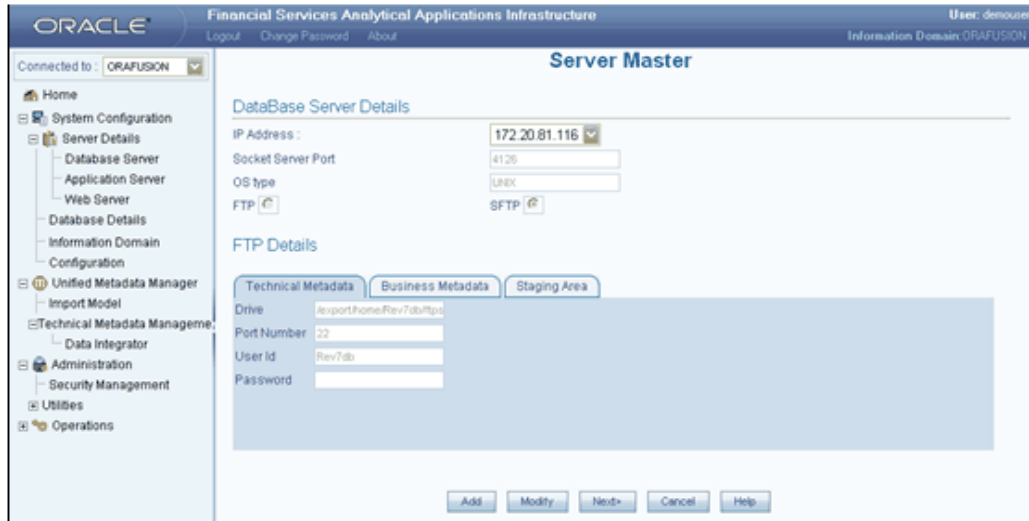 ORACLE
Financial Services Analytical Applications Infrastructure
User: demouser
Logout Change Password About
Information Domain:ORAFUSION
Connected to : ORAFUSION
Home
System Configuration
Server Details
Database Server
Application Server
Web Server
Database Details
Information Domain
Configuration
Unified Metadata Manager
Import Model
Technical Metadata Manageme
Data Integrator
Administration
Security Management
Utilities
Operations
Server Master
DataBase Server Details
IP Address : 172.20.81.116
Socket Server Port 4126
OS type UNIX
FTP SFTP
FTP Details
Technical Metadata Business Metadata Staging Area
Drive /export/home/Rev7db/ftps
Port Number 22
User Id Rev7db
Password
Add Modify Next> Cancel Help